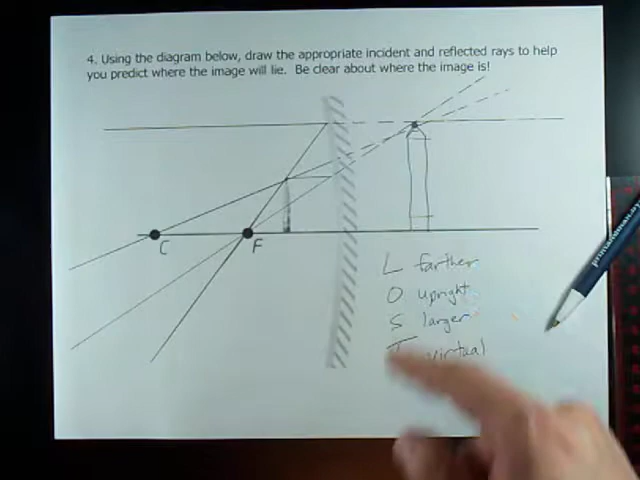 4. Using the diagram below, draw the appropriate incident and reflected rays to help
you predict where the image will lie. Be clear about where the image is!
C
F
L farther
O upright
S larger
T virtual